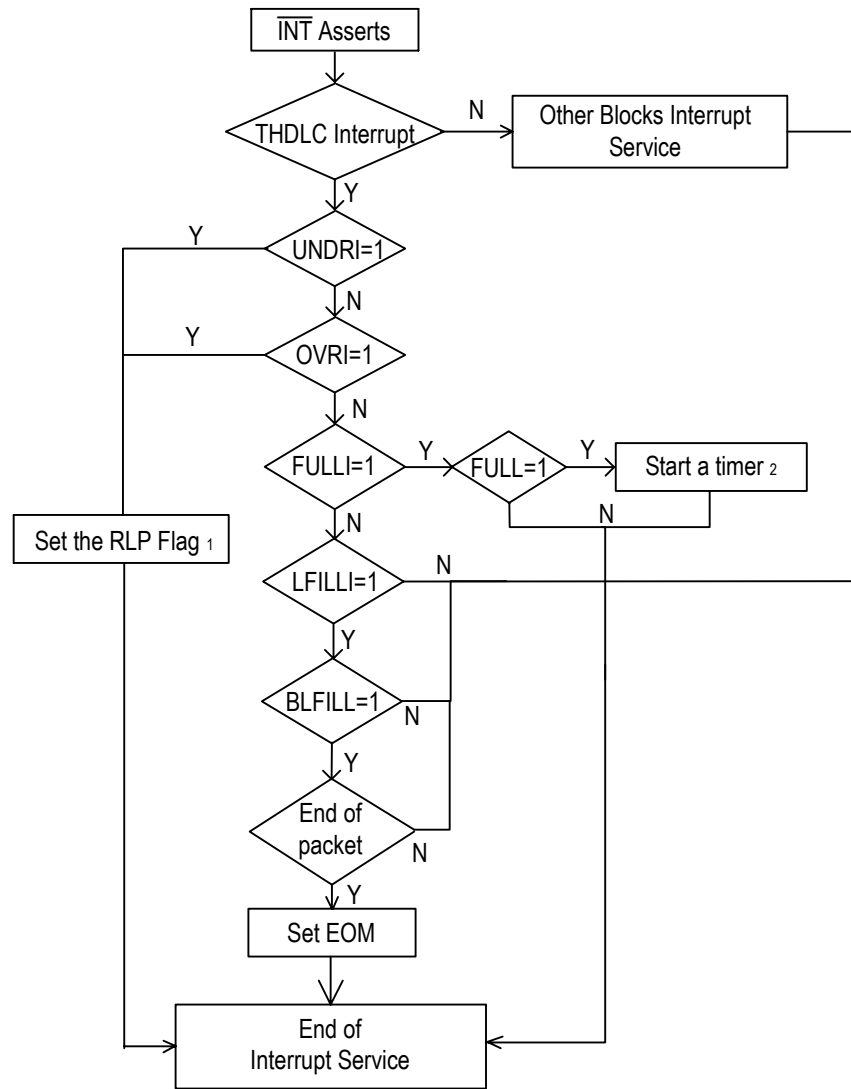 INT Asserts
THDLC Interrupt
N
Other Blocks Interrupt
Service
Y
Y
UNDRI=1
N
Y
OVRI=1
N
FULLI=1
Y
FULL=1
Y
Start a timer 2
N
N
Set the RLP Flag 1
LFILLI=1
N
Y
BLFILL=1
N
Y
End of
packet
N
Y
Set EOM
End of
Interrupt Service